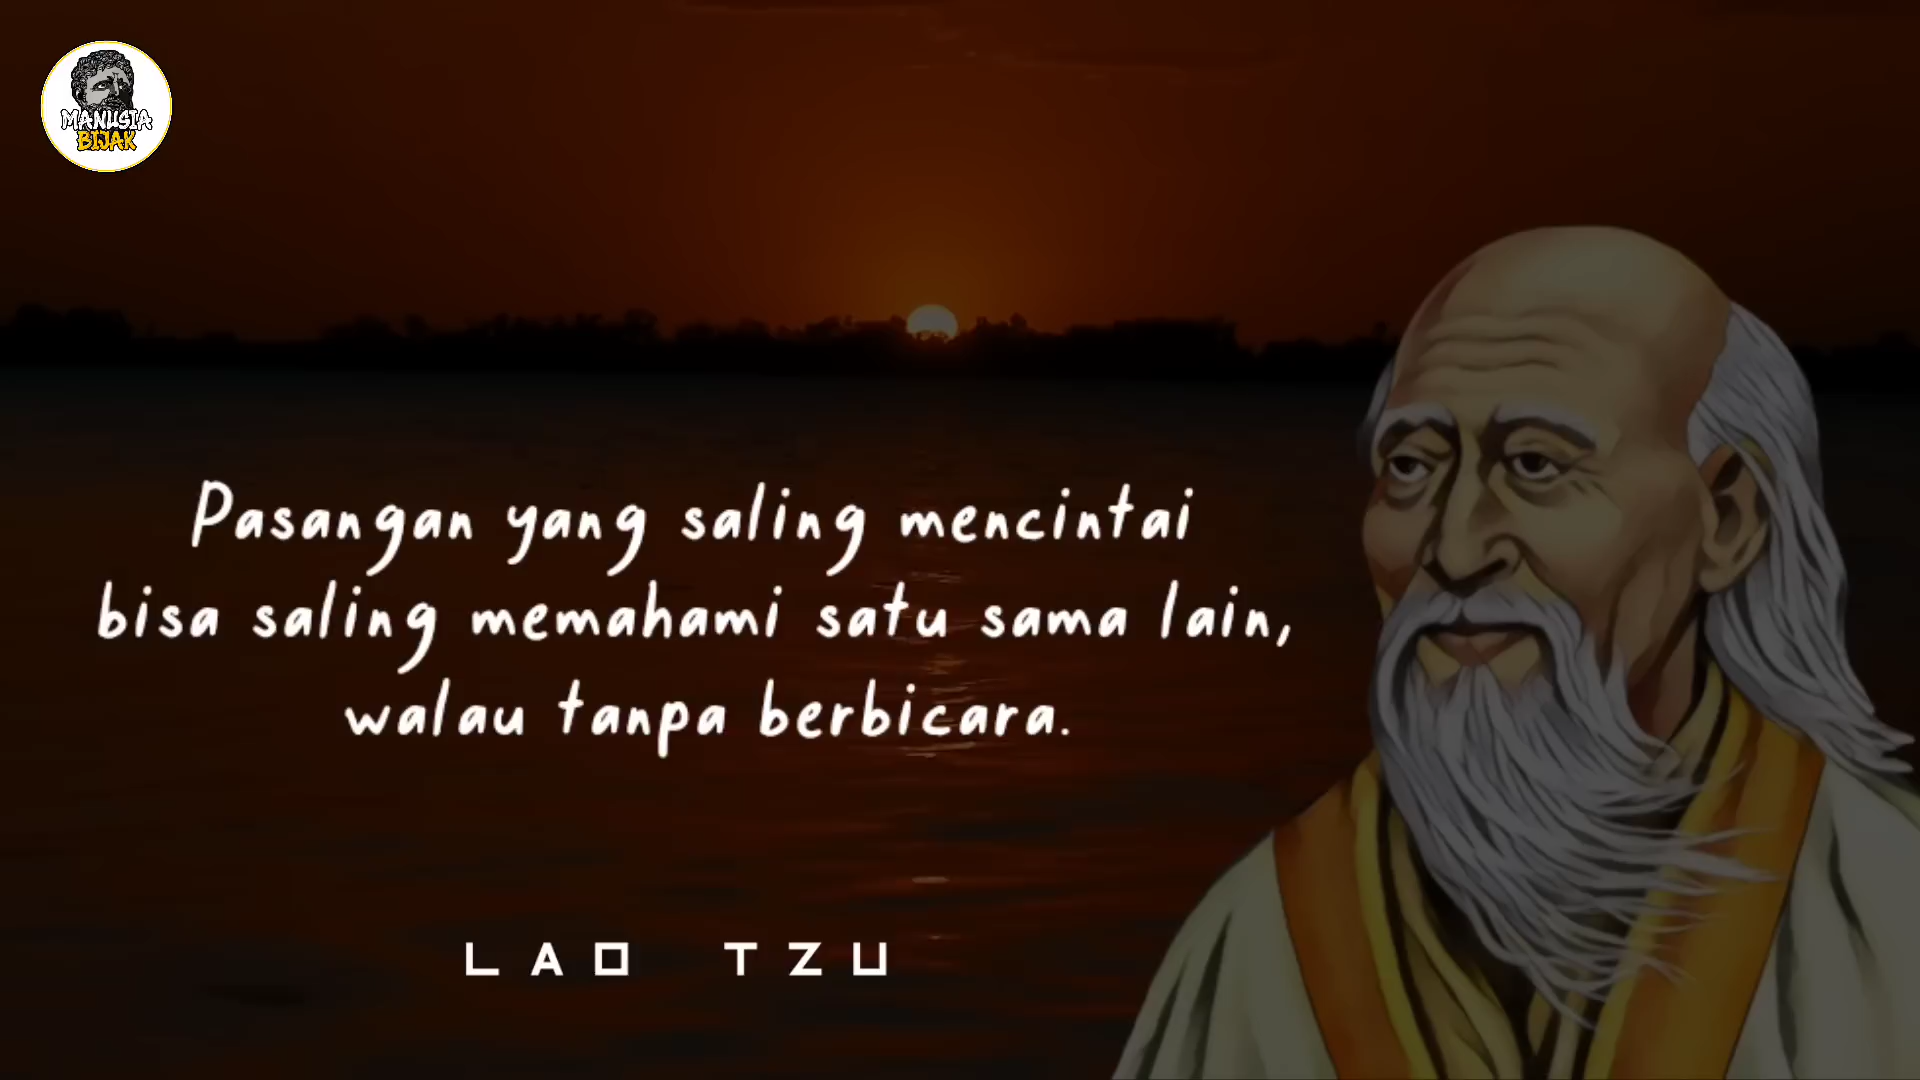 MANUSIA
BIJAK
Pasangan yang saling mencintai
bisa saling memahami satu sama lain,
walau tanpa berbicara.
LAO TZU